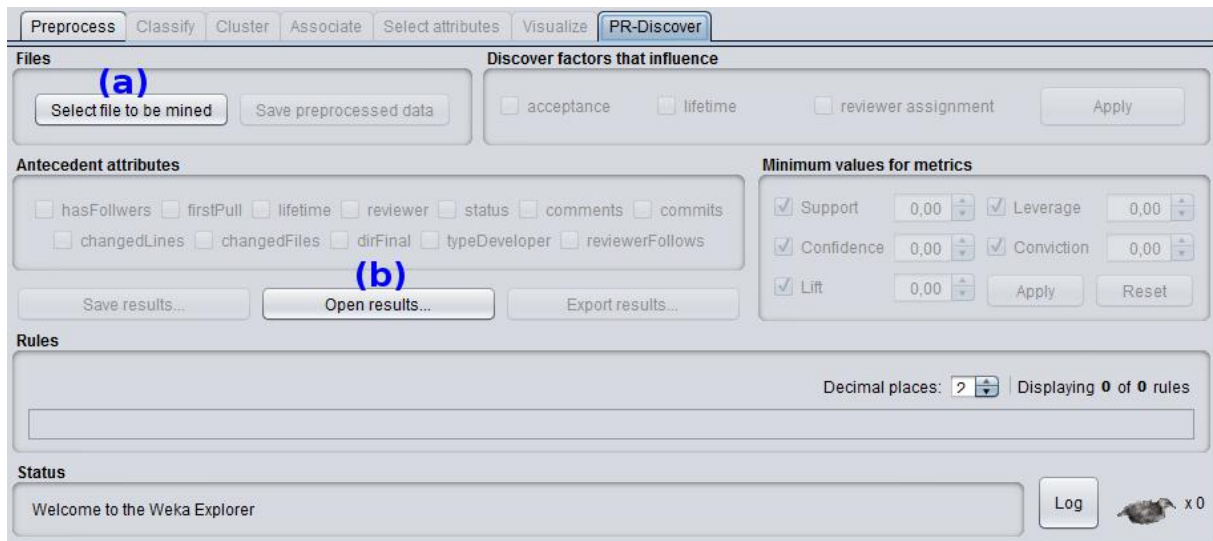 Preprocess Classify Cluster Associate Select attributes Visualize PR-Discover
Files
(a)
Select file to be mined Save preprocessed data
Discover factors that influence
acceptance lifetime reviewer assignment Apply
Antecedent attributes
hasFollwers firstPull lifetime reviewer status comments commits
changedLines changedFiles dirFinal typeDeveloper reviewerFollows
Minimum values for metrics
Support 0,00 Leverage 0,00
Confidence 0,00 Conviction 0,00
Lift 0,00 Apply Reset
(b)
Save results... Open results... Export results...
Rules
Decimal places: 2 Displaying 0 of 0 rules
Status
Welcome to the Weka Explorer
Log x 0